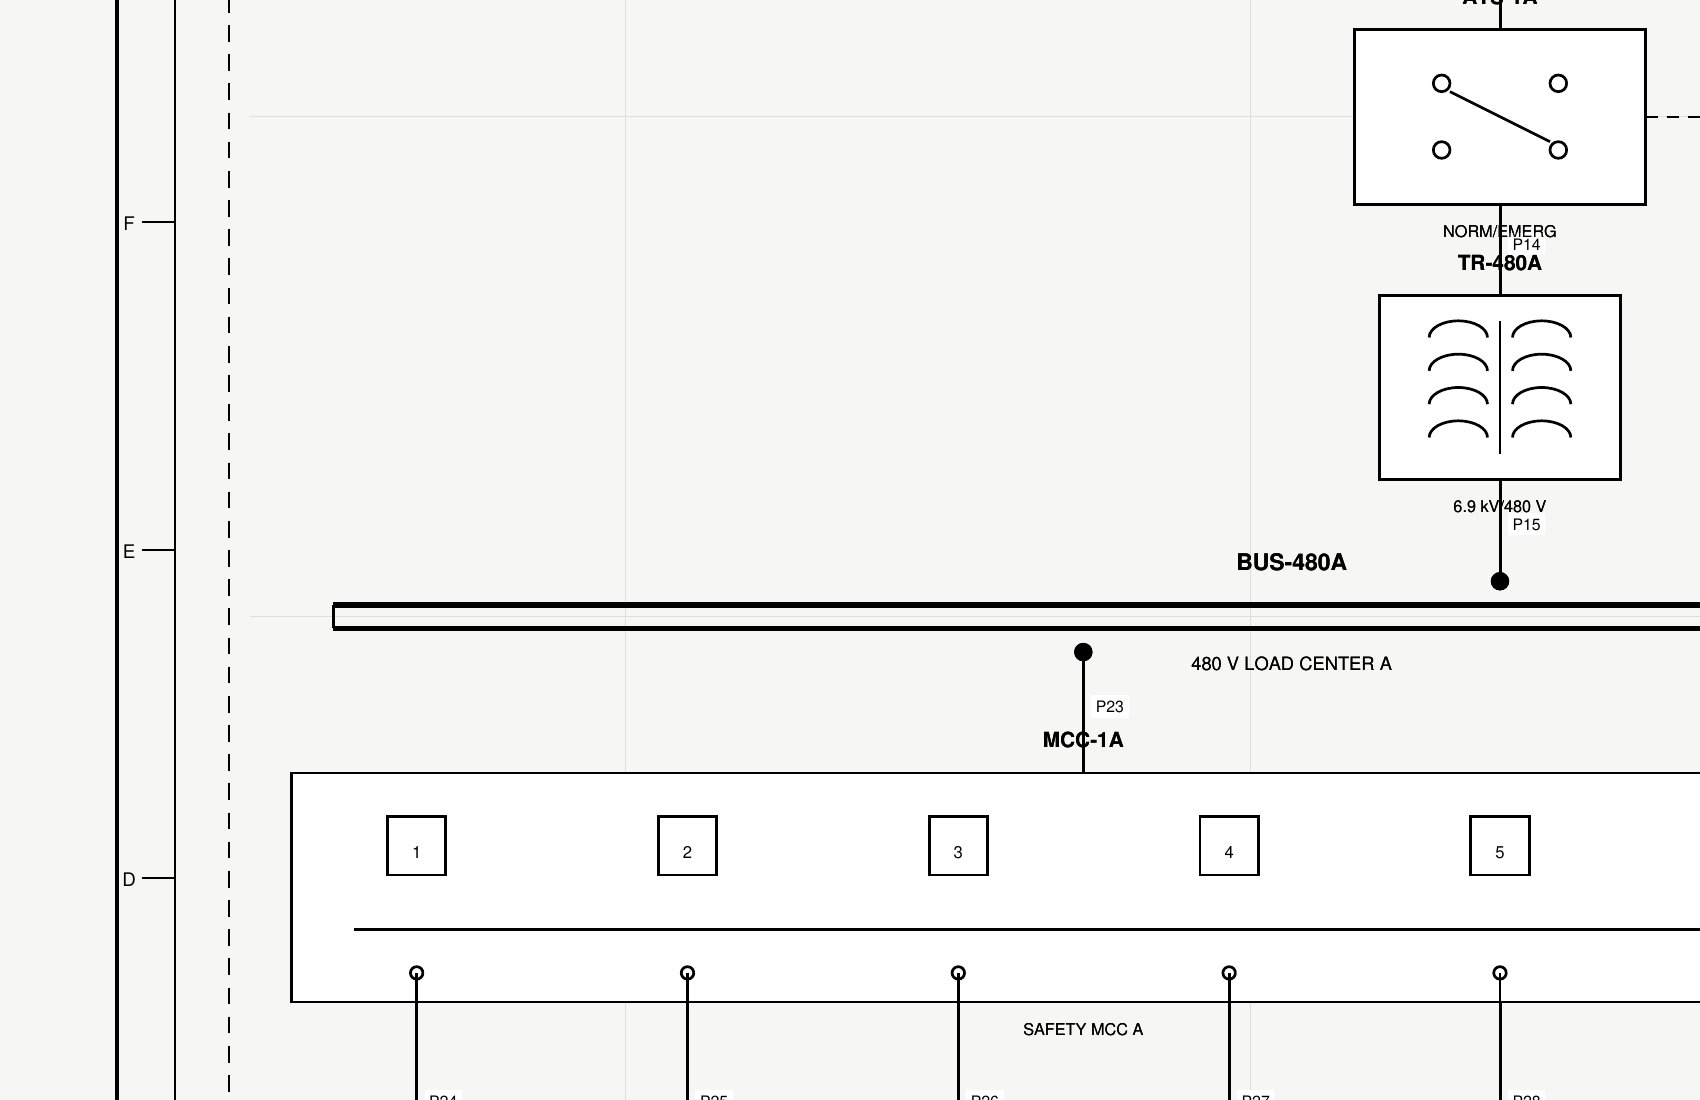 F
NORM/EMERG
P14
TR-480A
6.9 kV/480 V
P15
E
BUS-480A
480 V LOAD CENTER A
P23
MCC-1A
1
2
3
4
5
D
SAFETY MCC A